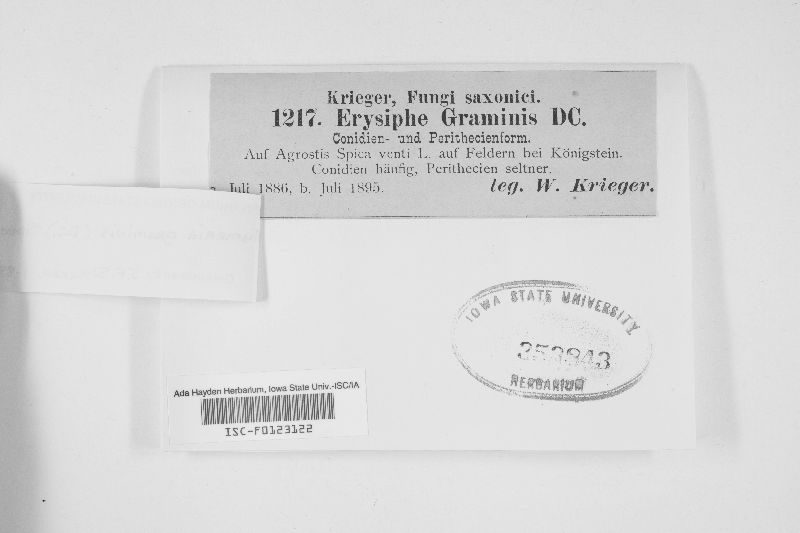 Krieger, Fungi saxonici.
1217. Erysiphe Graminis DC.
Conidien- und Perithecienform.
Auf Agrostis Spica venti L. auf Feldern bei Königstein.
Conidien häufig, Perithecien seltner.
a. Juli 1886, b. Juli 1895. leg. W. Krieger.
IOWA STATE UNIVERSITY
353943
HERBARIUM
Ada Hayden Herbarium, Iowa State Univ.-ISC/IA
ISC-F0123122